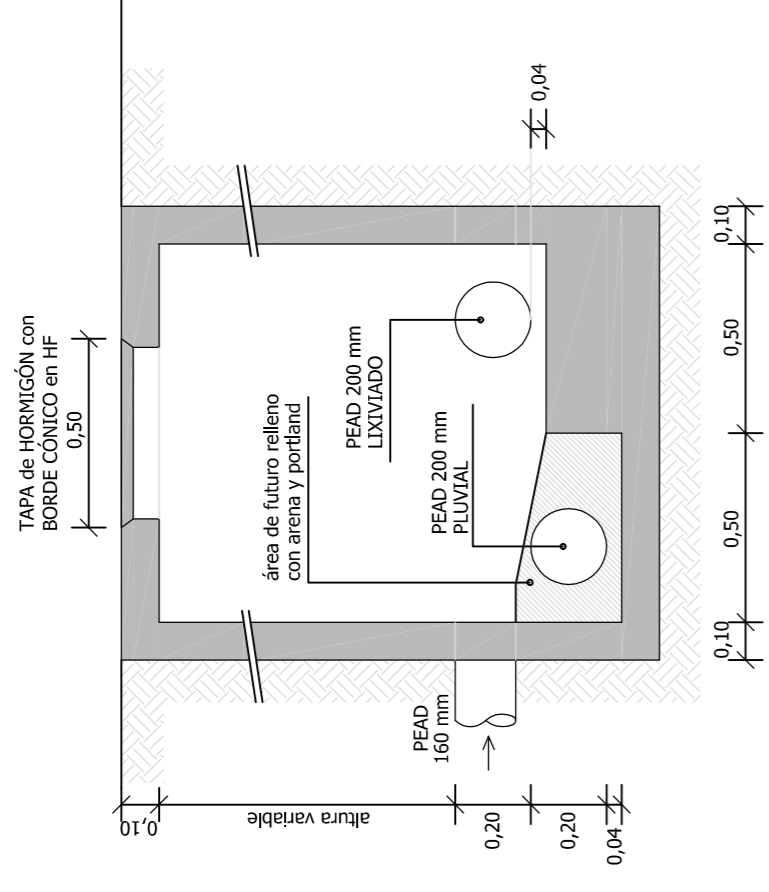 TAPA de HORMIGÓN con
BORDE CÓNICO en HF
0,50
área de futuro relleno
con arena y portland
PEAD 200 mm
LIXIVIADO
PEAD 200 mm
PLUVIAL
PEAD
160 mm
0,04
0,10
altura variable
0,20
0,20
0,04
0,10
0,50
0,50
0,10